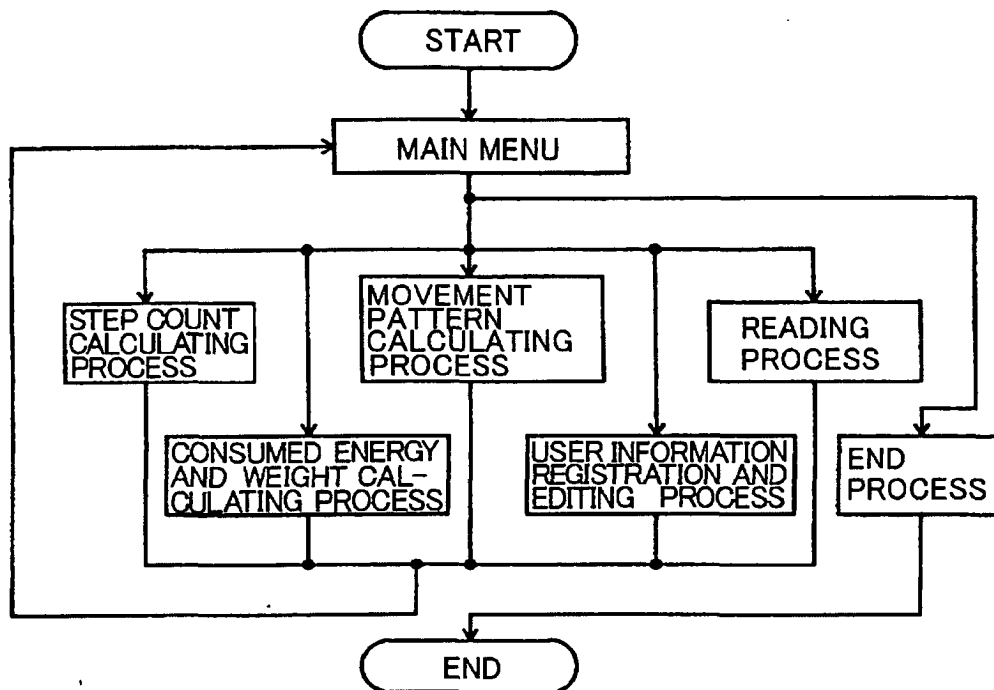 START
MAIN MENU
STEP COUNT
CALCULATING
PROCESS
MOVEMENT
PATTERN
CALCULATING
PROCESS
READING
PROCESS
CONSUMED ENERGY
AND WEIGHT CAL-
CULATING PROCESS
USER INFORMATION
REGISTRATION AND
EDITING PROCESS
END
PROCESS
END